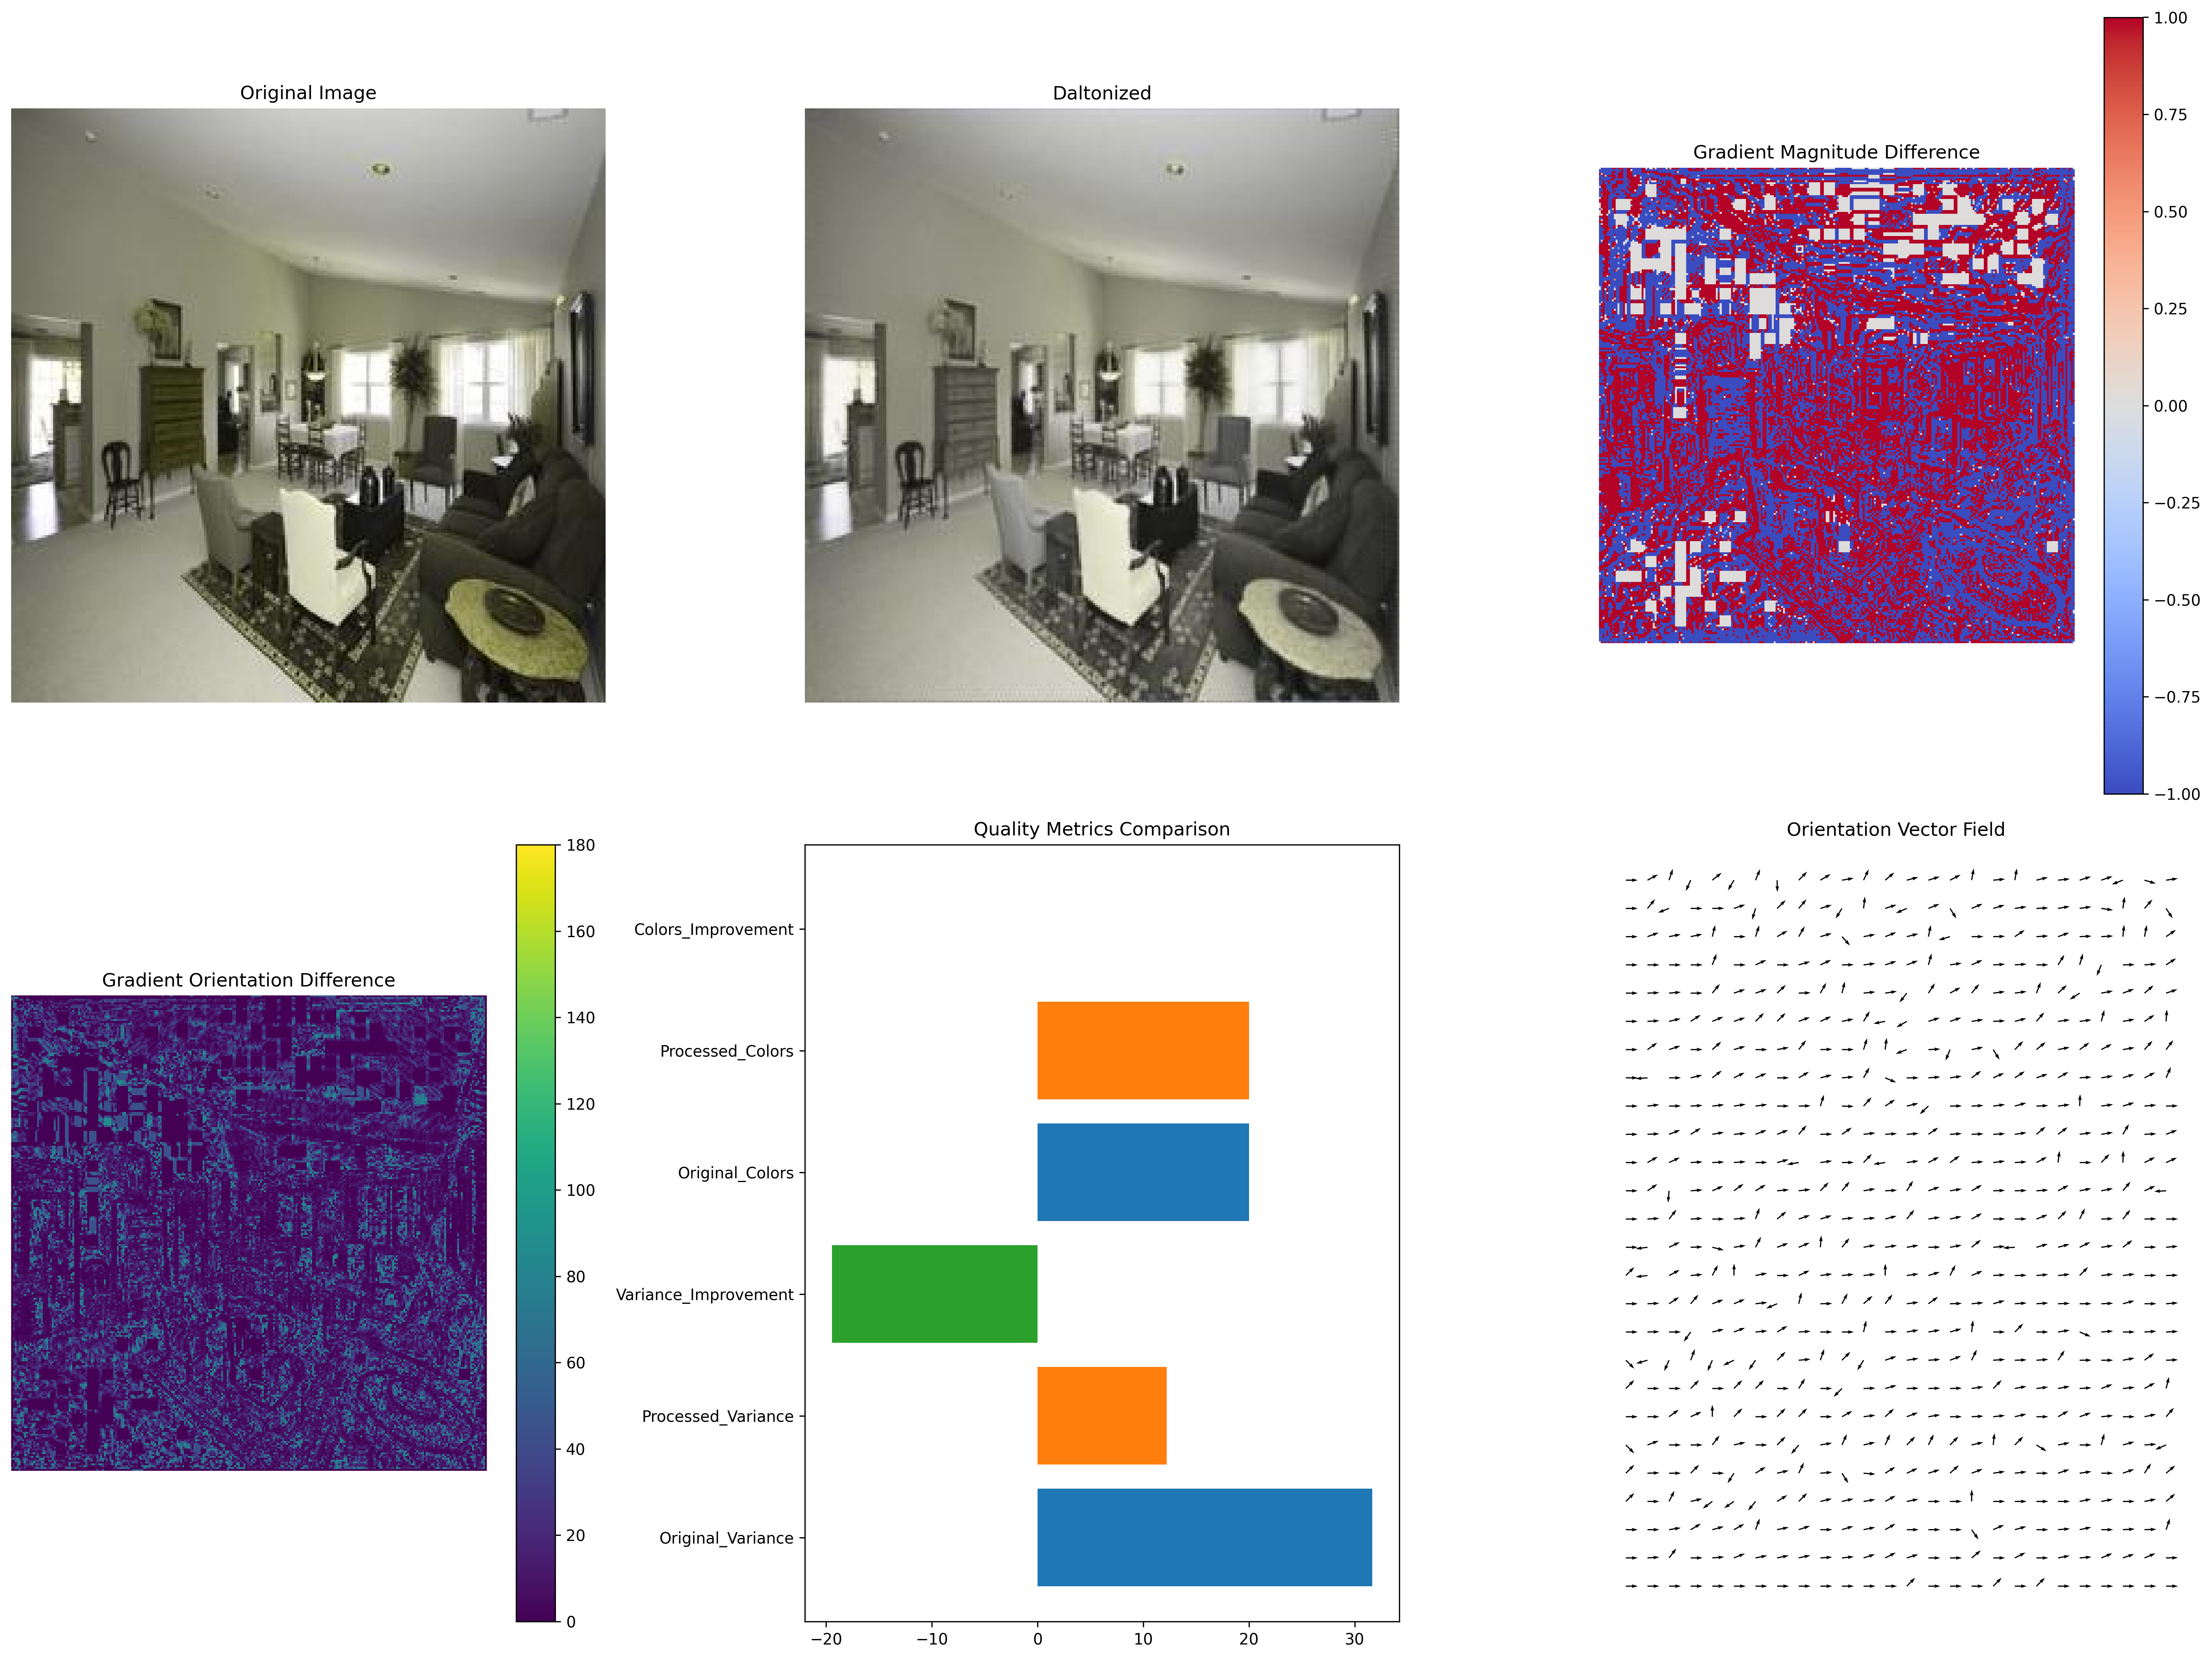 Original Image
Daltonized
Gradient Magnitude Difference
1.00
0.75
0.50
0.25
0.00
−0.25
−0.50
−0.75
−1.00
Gradient Orientation Difference
180
160
140
120
100
80
60
40
20
0
Quality Metrics Comparison
Colors_Improvement
Processed_Colors
Original_Colors
Variance_Improvement
Processed_Variance
Original_Variance
−20 −10 0 10 20 30
Orientation Vector Field